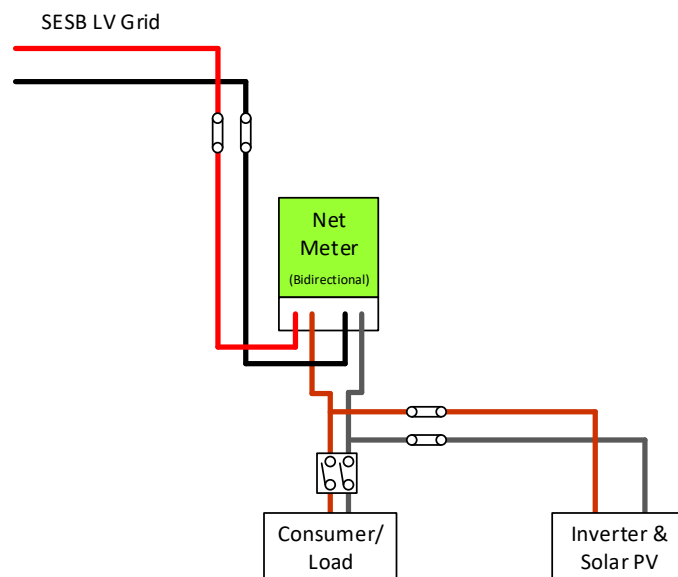 SESB LV Grid
Net
Meter
(Bidirectional)
Consumer/
Load
Inverter &
Solar PV